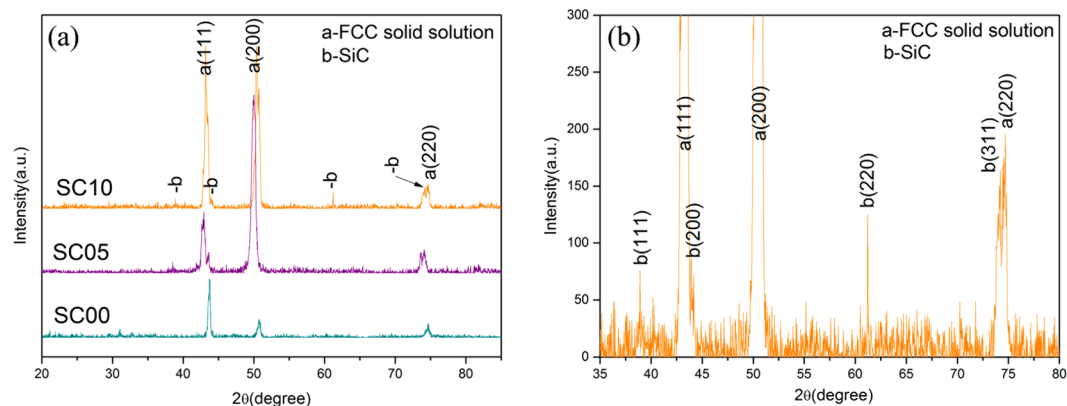 (a)
a-FCC solid solution
b-SiC
a(111)
a(200)
a(220)
-b
-b
-b
-b
SC10
SC05
SC00
Intensity(a.u.)
20 30 40 50 60 70 80
2θ(degree)
(b)
a-FCC solid solution
b-SiC
300
250
200
150
100
50
0
Intensity(a.u.)
b(111)
a(111)
b(200)
a(200)
b(220)
b(311)
a(220)
35 40 45 50 55 60 65 70 75 80
2θ(degree)